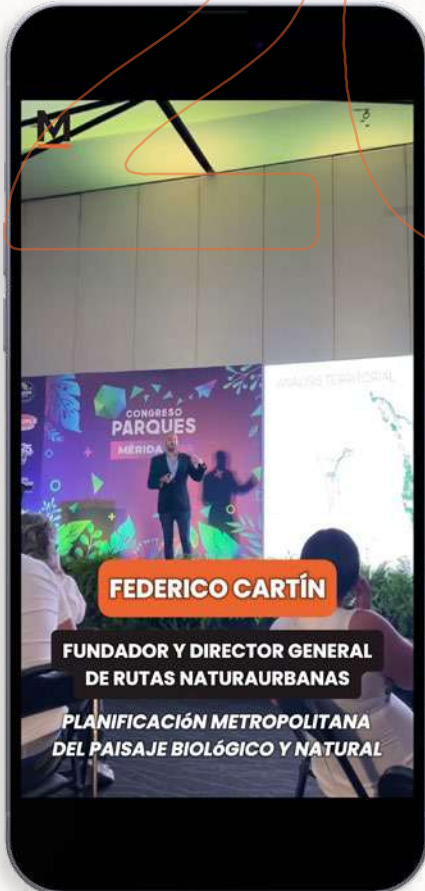 M
ANÁLISIS TERRITORIAL
CONGRESO
PARQUES
MÉRIDA
FEDERICO CARTÍN
FUNDADOR Y DIRECTOR GENERAL
DE RUTAS NATURAURBANAS
PLANIFICACIÓN METROPOLITANA
DEL PAISAJE BIOLÓGICO Y NATURAL